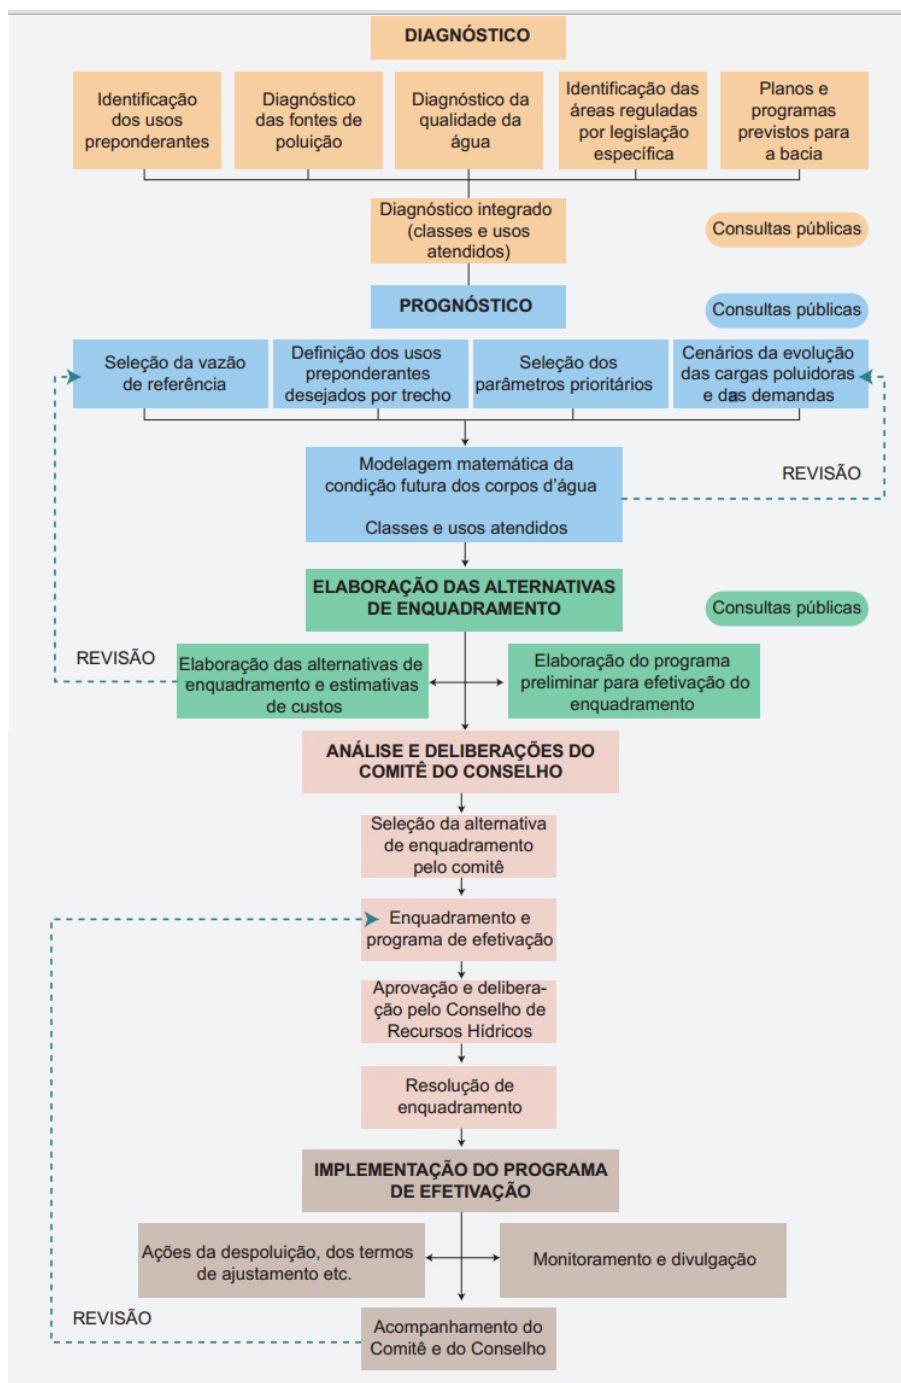 DIAGNÓSTICO
Identificação
dos usos
preponderantes
Diagnóstico
das fontes de
poluição
Diagnóstico da
qualidade da
água
Identificação das
áreas reguladas
por legislação
específica
Planos e
programas
previstos para
a bacia
Diagnóstico integrado
(classes e usos
atendidos)
Consultas públicas
PROGNÓSTICO
Consultas públicas
Seleção da vazão
de referência
Definição dos usos
preponderantes
desejados por trecho
Seleção dos
parâmetros prioritários
Cenários da evolução
das cargas poluidoras
e das demandas
Modelagem matemática da
condição futura dos corpos d’água
Classes e usos atendidos
REVISÃO
ELABORAÇÃO DAS ALTERNATIVAS
DE ENQUADRAMENTO
Consultas públicas
REVISÃO
Elaboração das alternativas de
enquadramento e estimativas
de custos
Elaboração do programa
preliminar para efetivação do
enquadramento
ANÁLISE E DELIBERAÇÕES DO
COMITÊ DO CONSELHO
Seleção da alternativa
de enquadramento
pelo comitê
Enquadramento e
programa de efetivação
Aprovação e delibera-
ção pelo Conselho de
Recursos Hídricos
Resolução de
enquadramento
IMPLEMENTAÇÃO DO PROGRAMA
DE EFETIVAÇÃO
Ações da despoluição, dos termos
de ajustamento etc.
Monitoramento e divulgação
REVISÃO
Acompanhamento do
Comitê e do Conselho